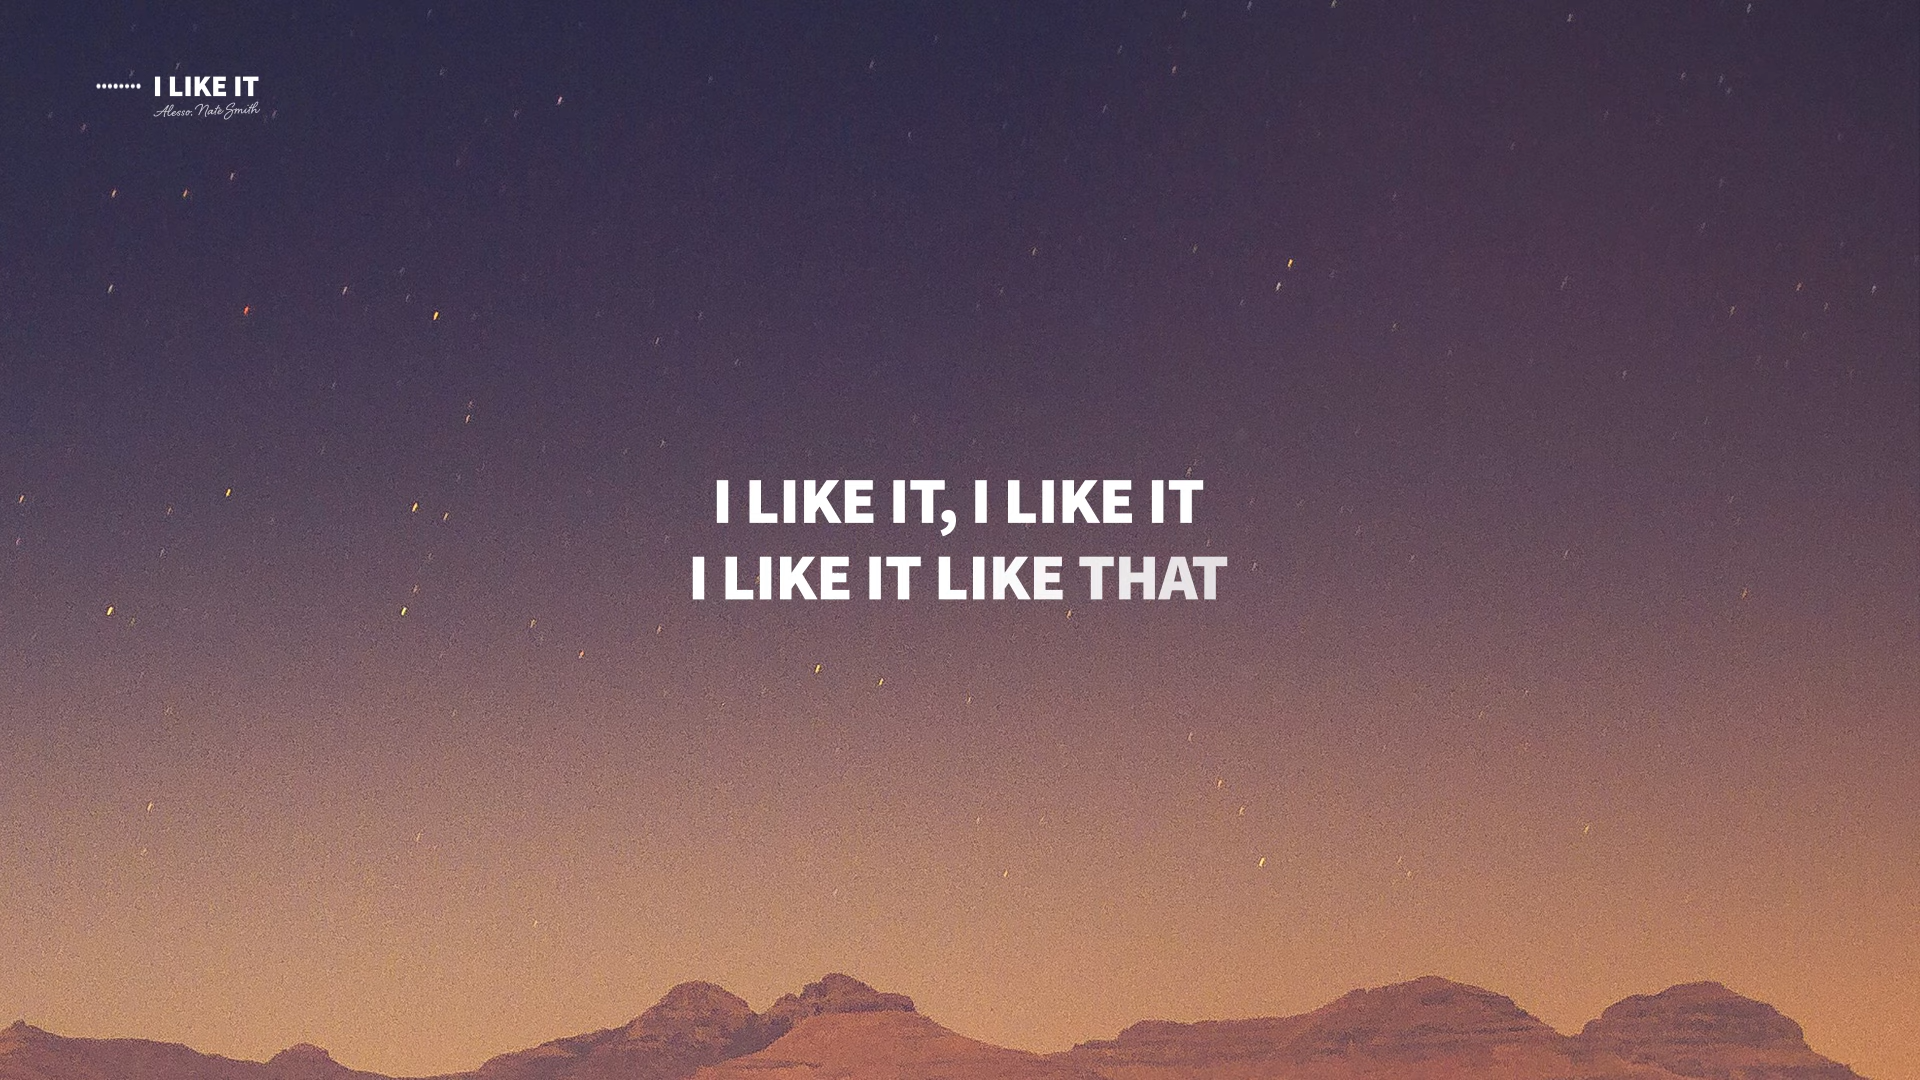 I LIKE IT
Alesso, Nate Smith
I LIKE IT, I LIKE IT
I LIKE IT LIKE THAT